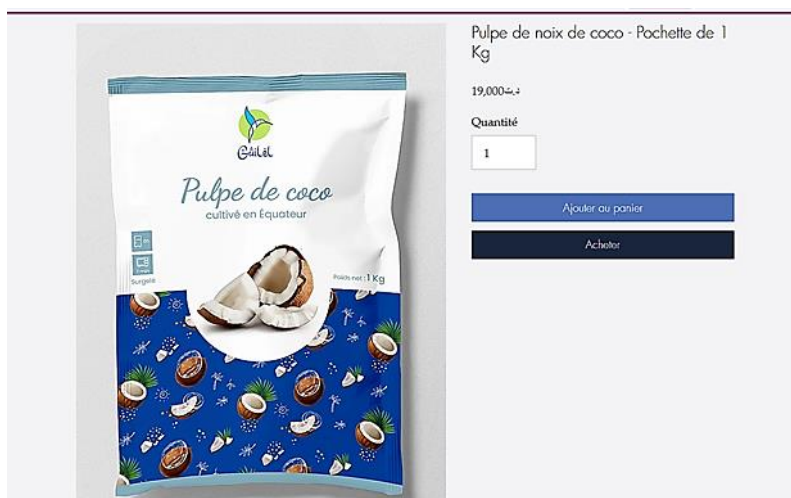 Pulpe de noix de coco - Pochette de 1
Kg
19,000د.ت
Quantité
1
Ajouter au panier
Acheter
Pulpe de coco
cultivé en Équateur
Surgelé
Poids net : 1 Kg